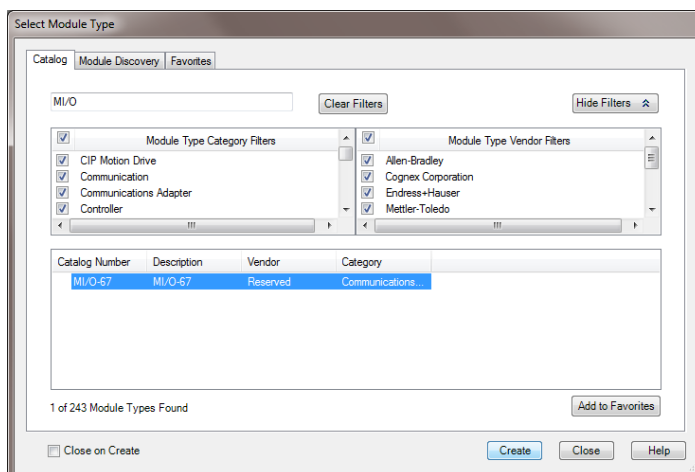 Select Module Type
Catalog Module Discovery Favorites
MI/O Clear Filters Hide Filters
Module Type Category Filters Module Type Vendor Filters
CIP Motion Drive Allen-Bradley
Communication Cognex Corporation
Communications Adapter Endress+Hauser
Controller Mettler-Toledo
Catalog Number Description Vendor Category
MI/O-67 MI/O-67 Reserved Communications...
1 of 243 Module Types Found Add to Favorites
Close on Create Create Close Help